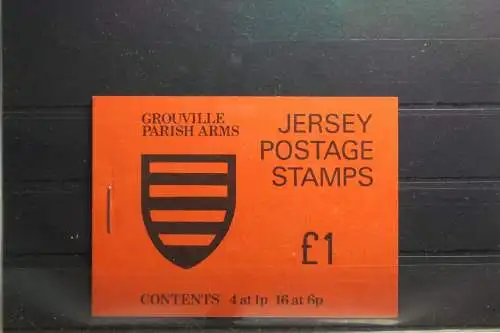 GROUVILLE
PARISH ARMS
JERSEY
POSTAGE
STAMPS
£1
CONTENTS 4 at 1p 16 at 6p